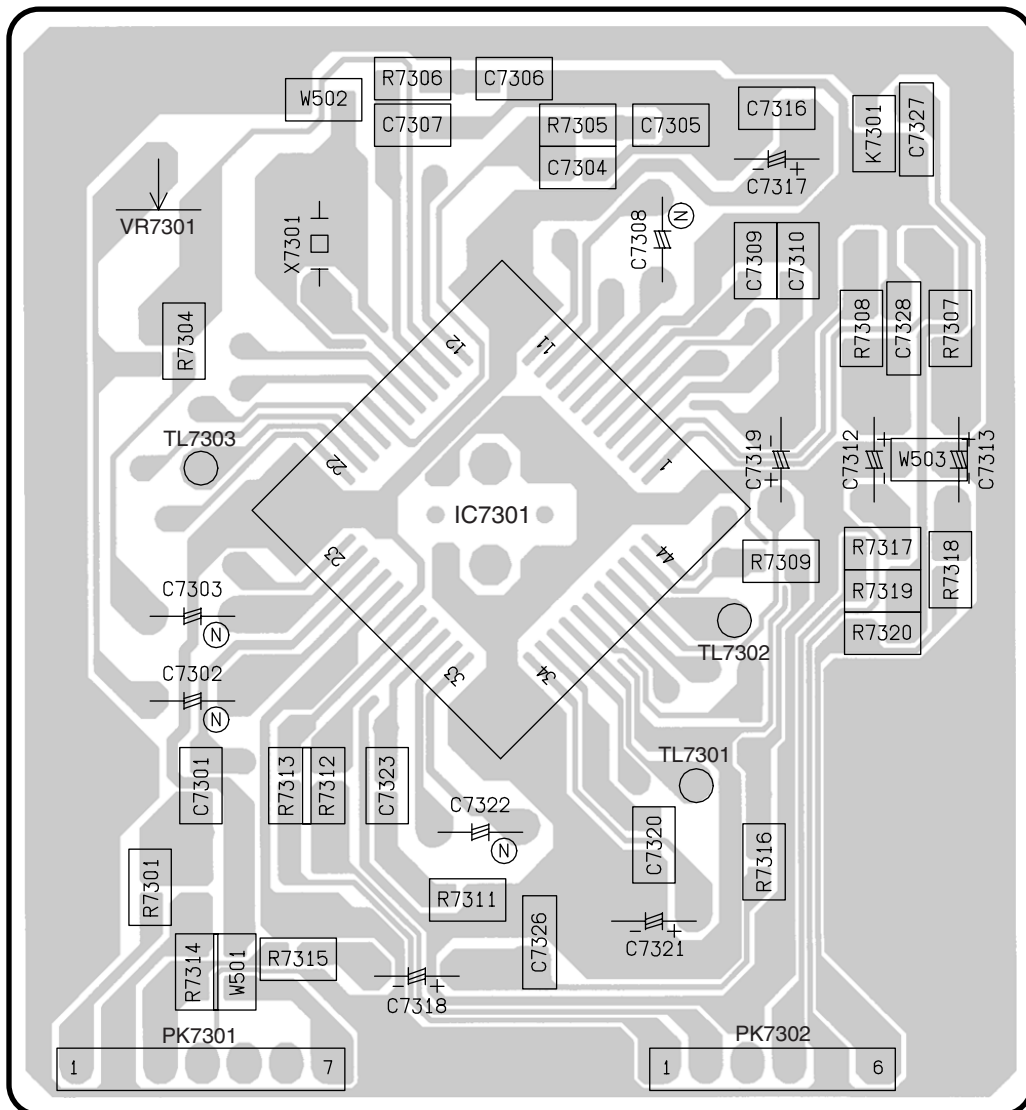 R7306
C7306
W502
C7316
C7327
C7307
R7305
C7305
K7301
C7304
- +
C7317
VR7301
X7301
C7308
N
C7309
C7310
R7304
R7308
C7328
R7307
12
11
TL7303
22
1
C7319
-
+
C7312
+
-
W503
C7313
+
-
IC7301
23
44
R7309
R7317
R7318
C7303
N
R7319
TL7302
R7320
C7302
N
33
34
TL7301
C7301
R7313
R7312
C7323
C7322
N
C7320
R7316
R7301
R7311
C7326
- +
C7321
R7314
W501
R7315
- +
C7318
PK7301
PK7302
1 7
1 6